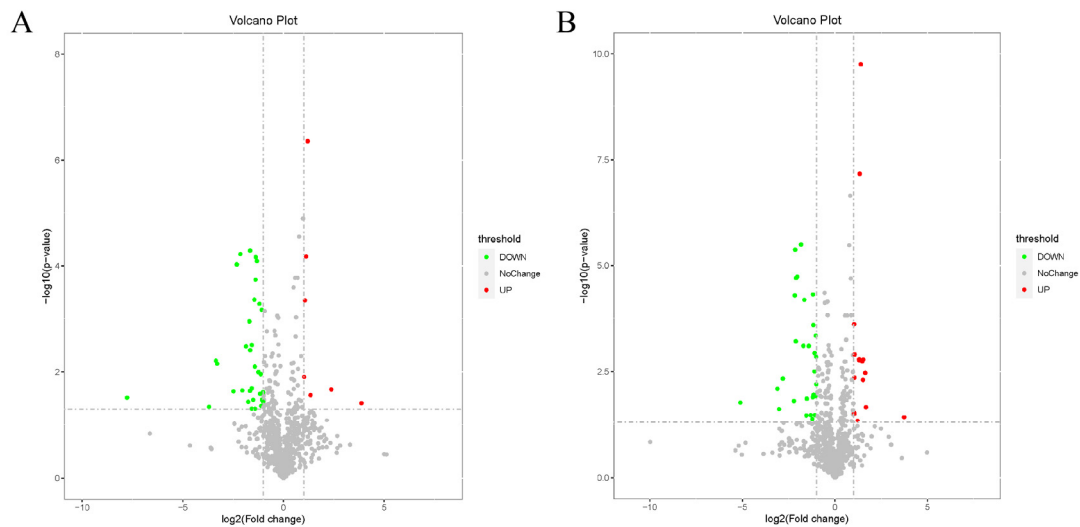 A
Volcano Plot
8
6
4
2
0
−10
−5
0
5
log2(Fold change)
−log10(p−value)
threshold
DOWN
NoChange
UP
B
Volcano Plot
10.0
7.5
5.0
2.5
0.0
−10
−5
0
5
log2(Fold change)
−log10(p−value)
threshold
DOWN
NoChange
UP